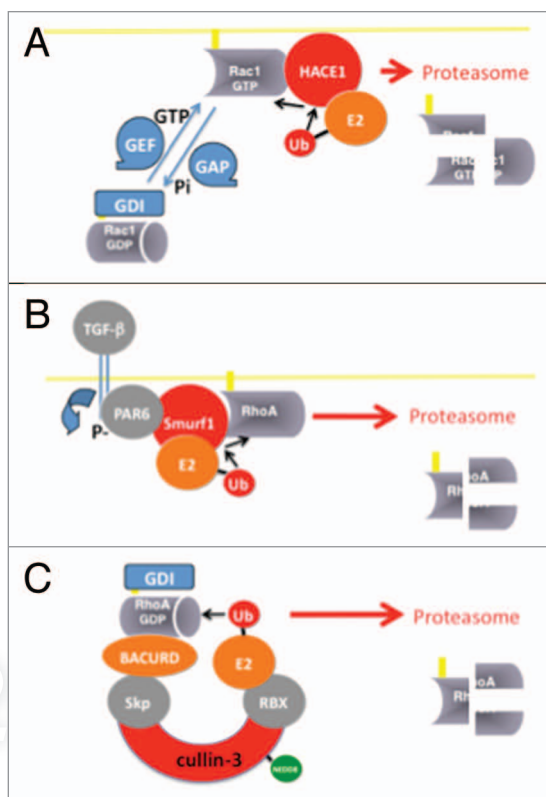 A
Rac1
GTP
HACE1
Proteasome
E2
Ub
GTP
GEF
GAP
Pi
GDI
Rac1
GDP
B
TGF-β
P-
PAR6
Smurf1
RhoA
E2
Ub
Proteasome
C
GDI
RhoA
GDP
Ub
Proteasome
BACURD
E2
Skp
RBX
cullin-3
NEDD8